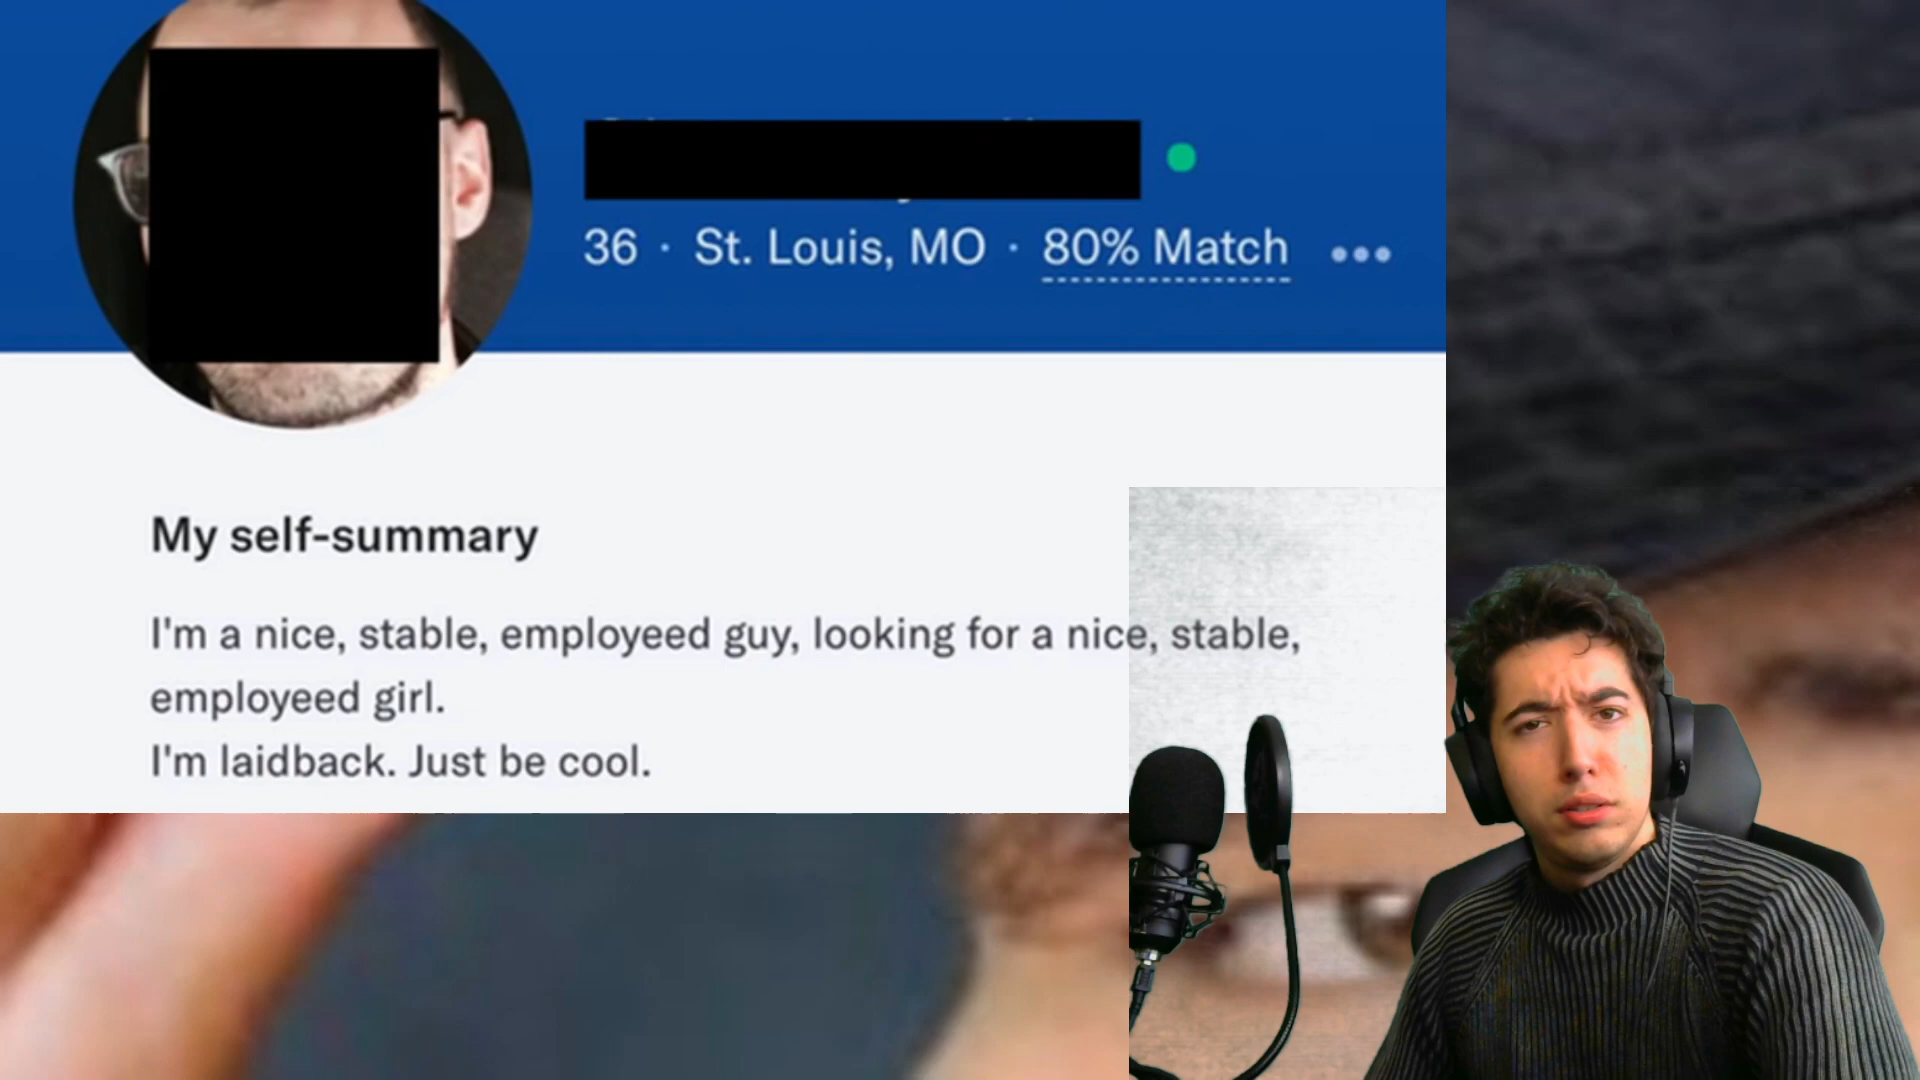 36 · St. Louis, MO · 80% Match
My self-summary
I'm a nice, stable, employeed guy, looking for a nice, stable,
employeed girl.
I'm laidback. Just be cool.